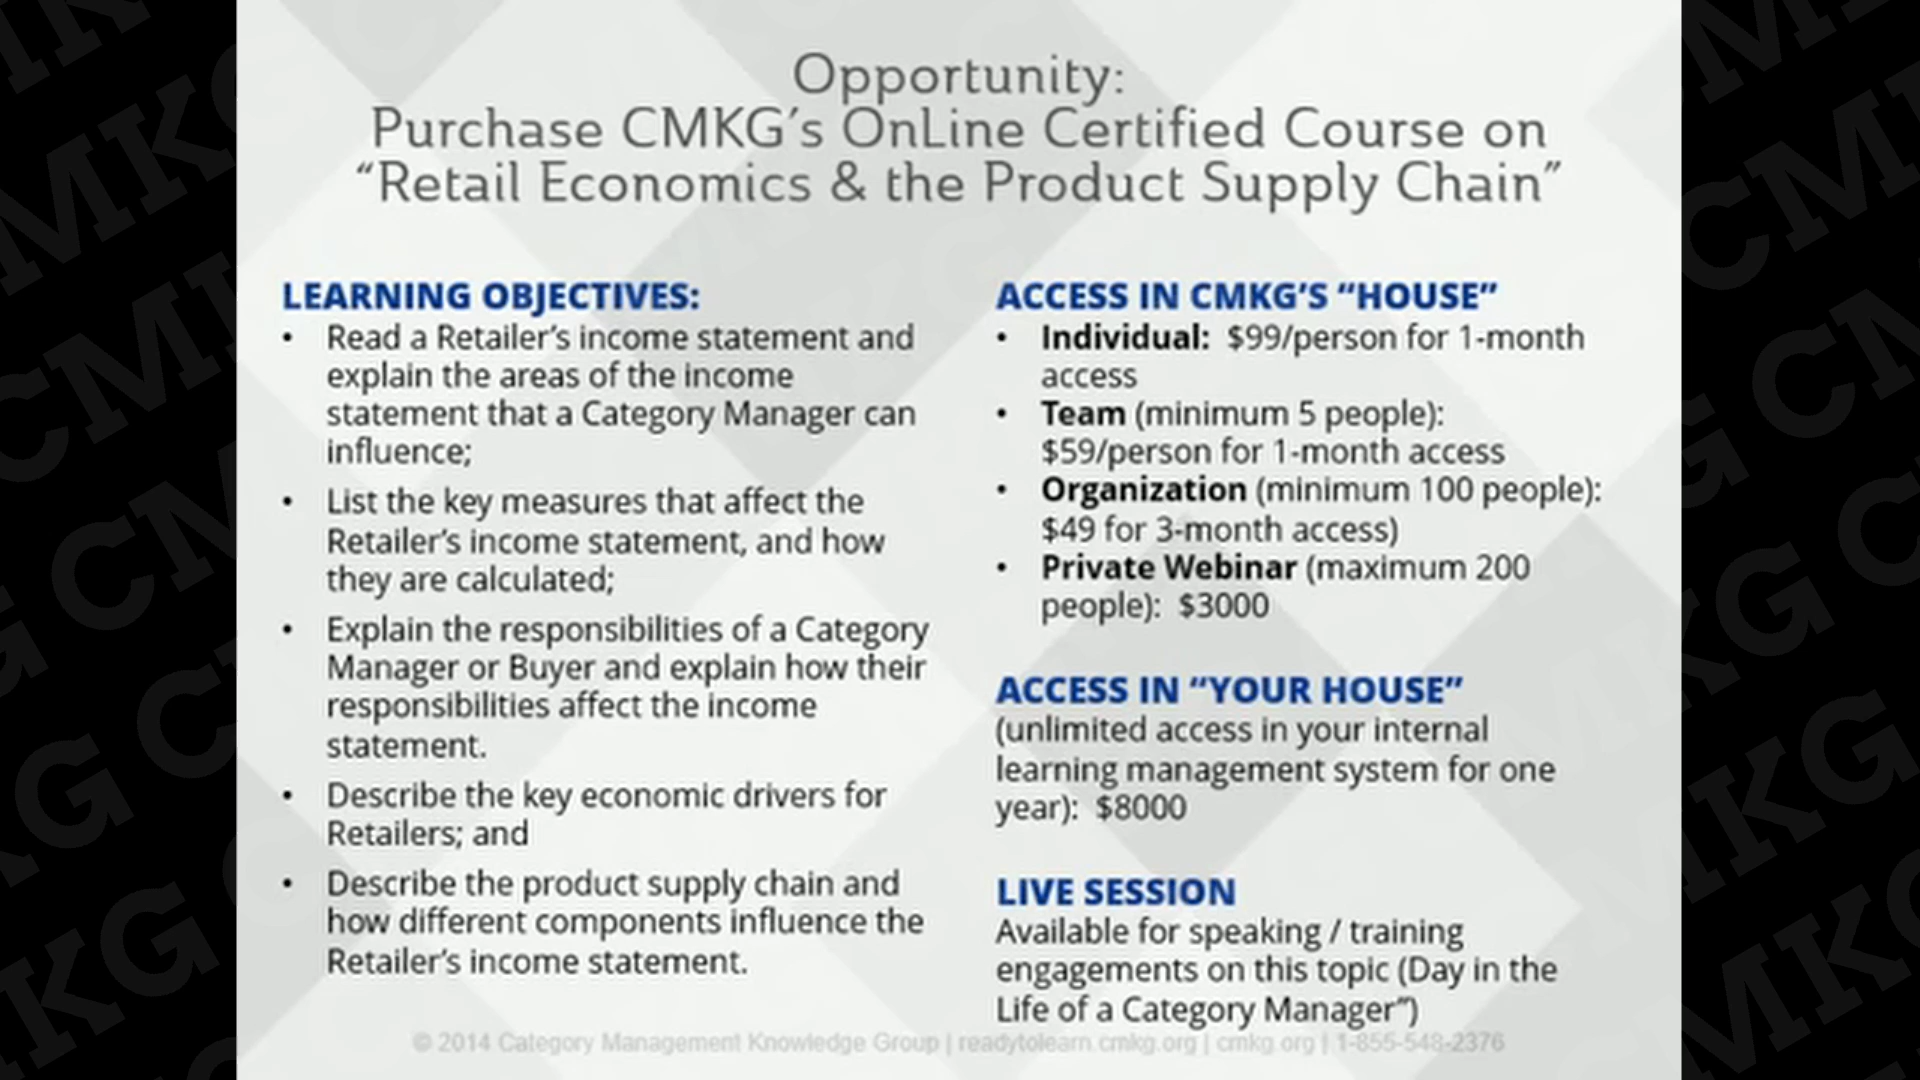 Opportunity:
Purchase CMKG's OnLine Certified Course on
“Retail Economics & the Product Supply Chain”
LEARNING OBJECTIVES:
• Read a Retailer's income statement and
explain the areas of the income
statement that a Category Manager can
influence;
• List the key measures that affect the
Retailer's income statement, and how
they are calculated;
• Explain the responsibilities of a Category
Manager or Buyer and explain how their
responsibilities affect the income
statement.
• Describe the key economic drivers for
Retailers; and
• Describe the product supply chain and
how different components influence the
Retailer's income statement.
ACCESS IN CMKG'S “HOUSE”
• Individual: $99/person for 1-month
access
• Team (minimum 5 people):
$59/person for 1-month access
• Organization (minimum 100 people):
$49 for 3-month access)
• Private Webinar (maximum 200
people): $3000
ACCESS IN “YOUR HOUSE”
(unlimited access in your internal
learning management system for one
year): $8000
LIVE SESSION
Available for speaking / training
engagements on this topic (Day in the
Life of a Category Manager”)
© 2014 Category Management Knowledge Group | readytolearn.cmkg.org | cmkg.org | 1-855-548-2376